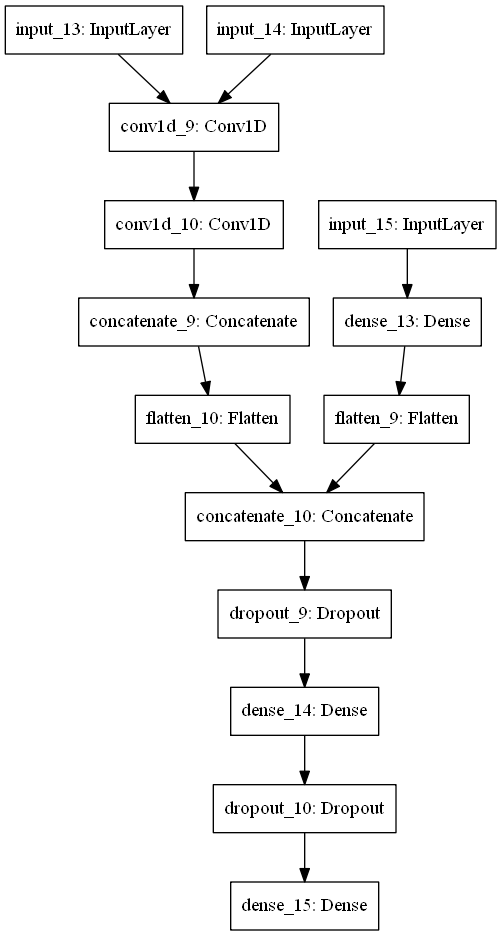 input_13: InputLayer
input_14: InputLayer
conv1d_9: Conv1D
conv1d_10: Conv1D
input_15: InputLayer
concatenate_9: Concatenate
dense_13: Dense
flatten_10: Flatten
flatten_9: Flatten
concatenate_10: Concatenate
dropout_9: Dropout
dense_14: Dense
dropout_10: Dropout
dense_15: Dense